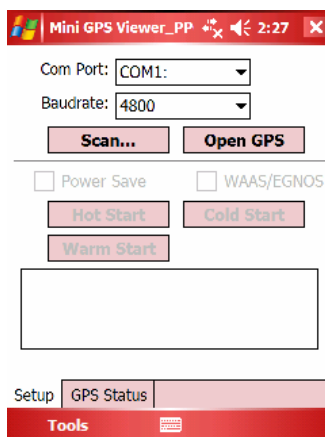 Mini GPS Viewer_PP 2:27
Com Port: COM1:
Baudrate: 4800
Scan... Open GPS
Power Save WAAS/EGNOS
Hot Start Cold Start
Warm Start
Setup GPS Status
Tools